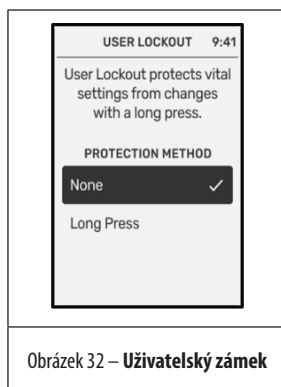 USER LOCKOUT 9:41
User Lockout protects vital
settings from changes
with a long press.
PROTECTION METHOD
None
Long Press
Obrázek 32 – Uživatelský zámek